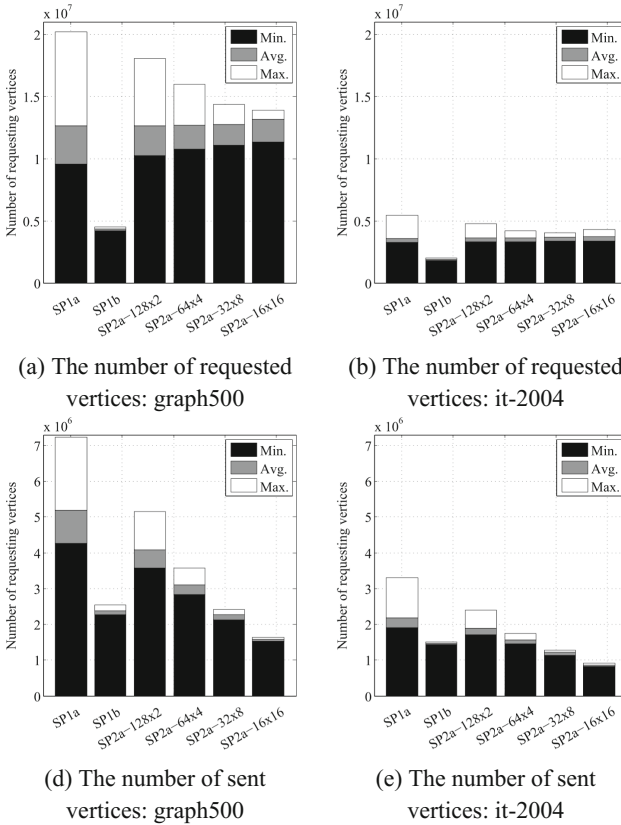 x 10^7
2
1.5
1
0.5
0
Number of requesting vertices
Min.
Avg.
Max.
SP1a
SP1b
SP2a−128x2
SP2a−64x4
SP2a−32x8
SP2a−16x16
(a) The number of requested
vertices: graph500
x 10^7
2
1.5
1
0.5
0
Number of requesting vertices
Min.
Avg.
Max.
SP1a
SP1b
SP2a−128x2
SP2a−64x4
SP2a−32x8
SP2a−16x16
(b) The number of requested
vertices: it-2004
x 10^6
7
6
5
4
3
2
1
0
Number of requesting vertices
Min.
Avg.
Max.
SP1a
SP1b
SP2a−128x2
SP2a−64x4
SP2a−32x8
SP2a−16x16
(d) The number of sent
vertices: graph500
x 10^6
7
6
5
4
3
2
1
0
Number of requesting vertices
Min.
Avg.
Max.
SP1a
SP1b
SP2a−128x2
SP2a−64x4
SP2a−32x8
SP2a−16x16
(e) The number of sent
vertices: it-2004